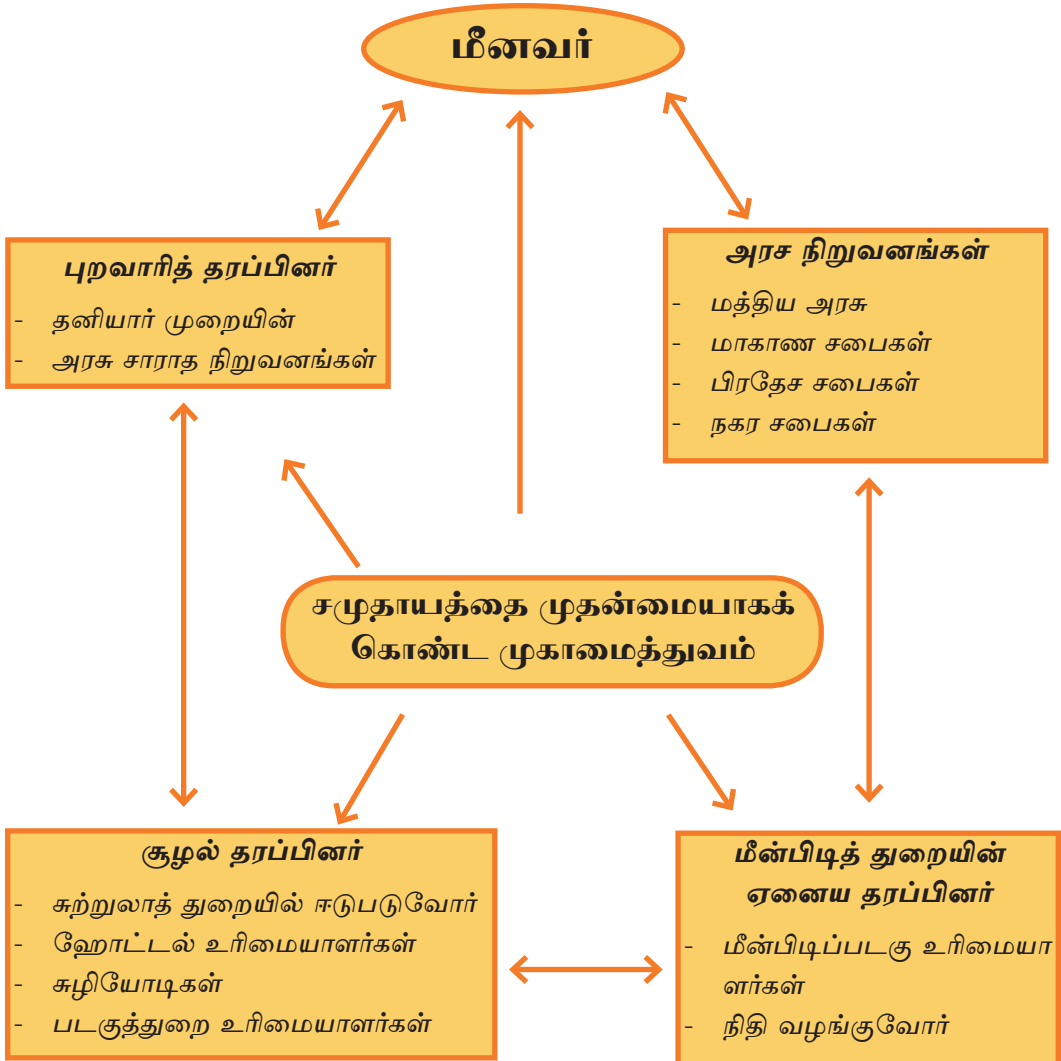 மீனவர்
புறவாரித் தரப்பினர்
- தனியார் முறையின்
- அரசு சாராத நிறுவனங்கள்
அரச நிறுவனங்கள்
- மத்திய அரசு
- மாகாண சபைகள்
- பிரதேச சபைகள்
- நகர சபைகள்
சமுதாயத்தை முதன்மையாகக்
கொண்ட முகாமைத்துவம்
சூழல் தரப்பினர்
- சுற்றுலாத் துறையில் ஈடுபடுவோர்
- ஹோட்டல் உரிமையாளர்கள்
- சுழியோடிகள்
- படகுத்துறை உரிமையாளர்கள்
மீன்பிடித் துறையின்
ஏனைய தரப்பினர்
- மீன்பிடிப்படகு உரிமையா
ளர்கள்
- நிதி வழங்குவோர்